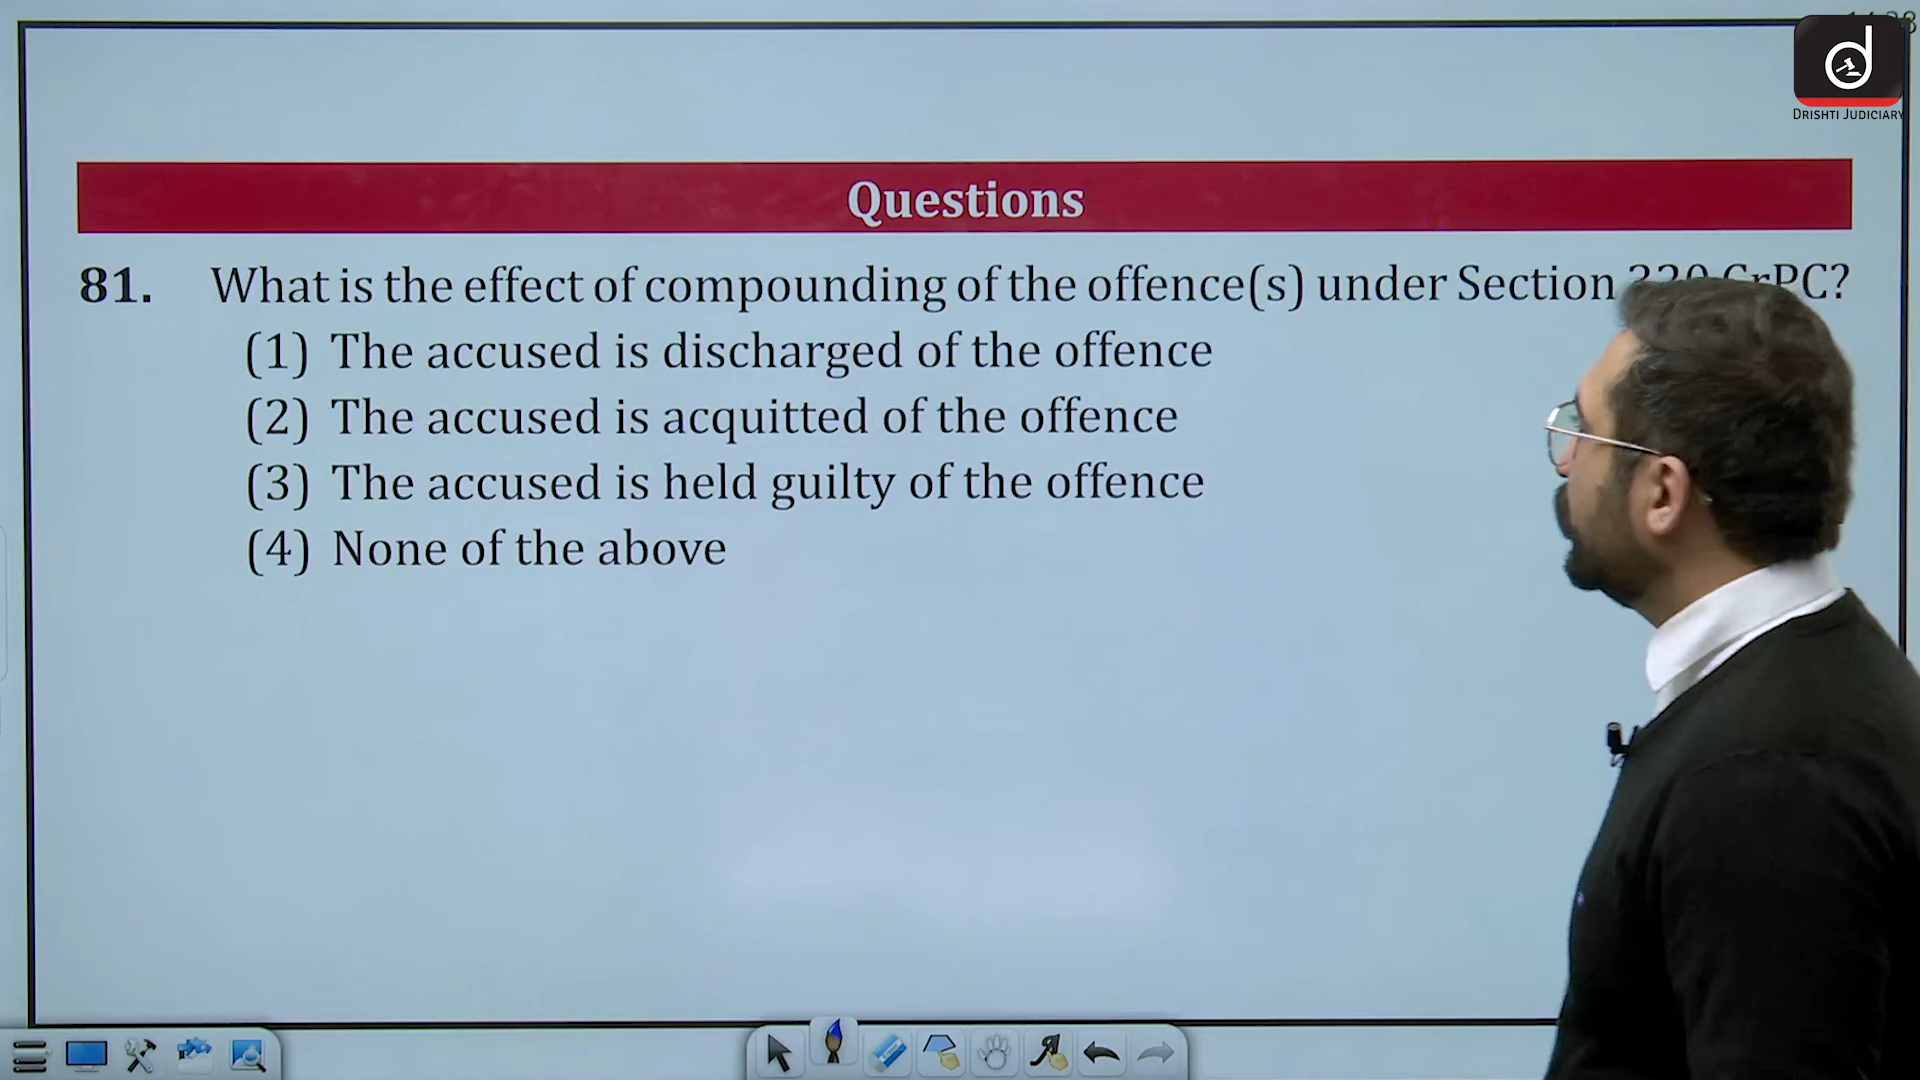 DRISHTI JUDICIARY
Questions
81. What is the effect of compounding of the offence(s) under Section 320 CrPC?
(1) The accused is discharged of the offence
(2) The accused is acquitted of the offence
(3) The accused is held guilty of the offence
(4) None of the above